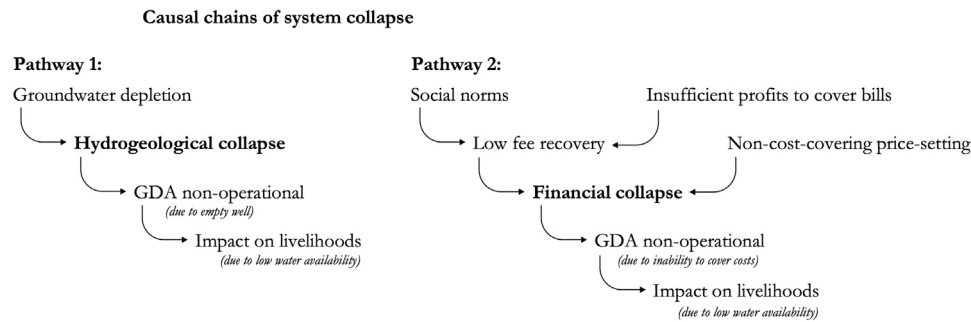 Causal chains of system collapse
Pathway 1:
Groundwater depletion
Hydrogeological collapse
GDA non-operational
(due to empty well)
Impact on livelihoods
(due to low water availability)
Pathway 2:
Social norms
Insufficient profits to cover bills
Low fee recovery
Non-cost-covering price-setting
Financial collapse
GDA non-operational
(due to inability to cover costs)
Impact on livelihoods
(due to low water availability)